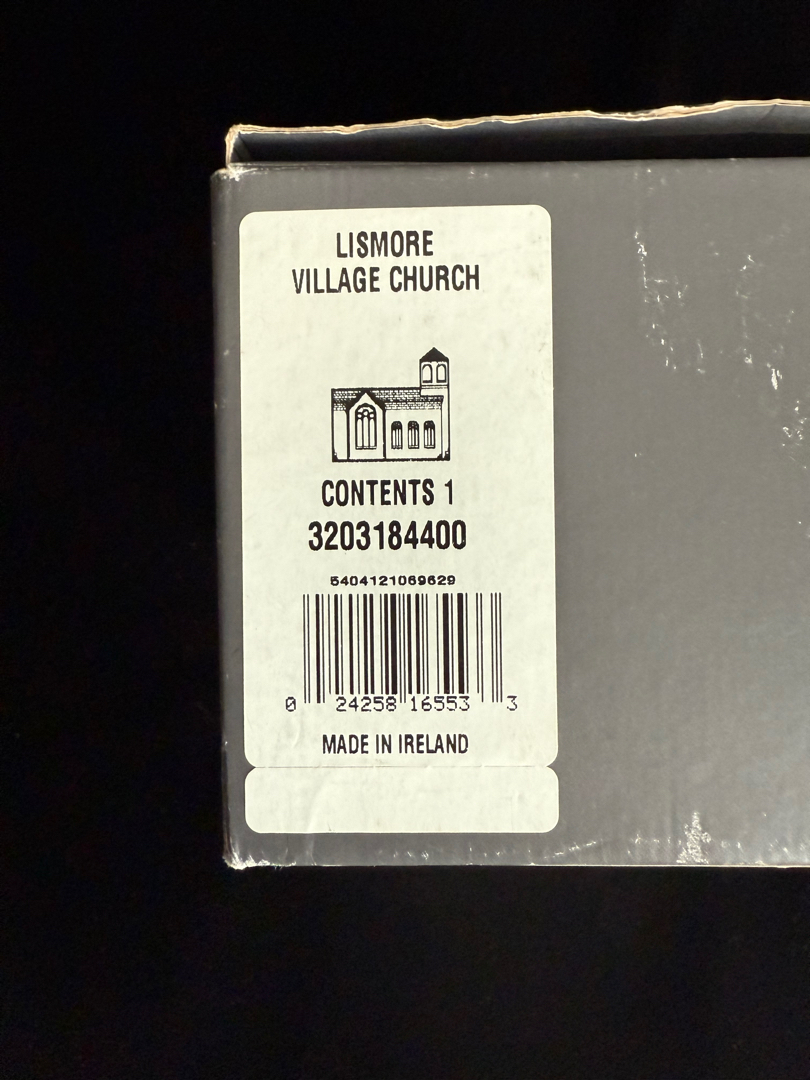 LISMORE
VILLAGE CHURCH
CONTENTS 1
3203184400
5404121069629
0 24258 16553 3
MADE IN IRELAND